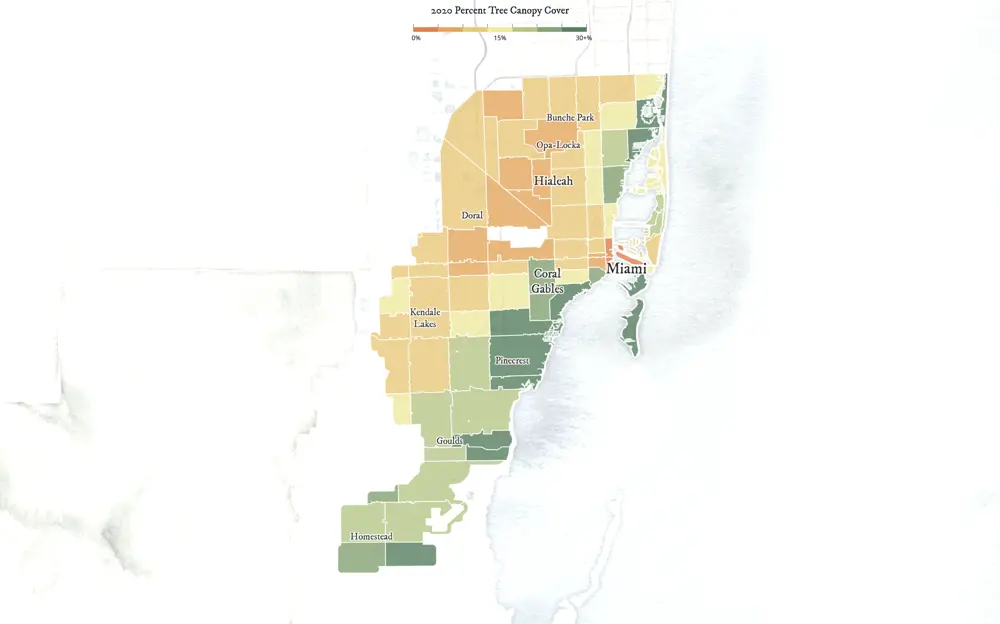 2020 Percent Tree Canopy Cover
0% 15% 30+%
Bunche Park
Opa-Locka
Hialeah
Doral
Miami
Coral
Gables
Kendale
Lakes
Pinecrest
Goulds
Homestead